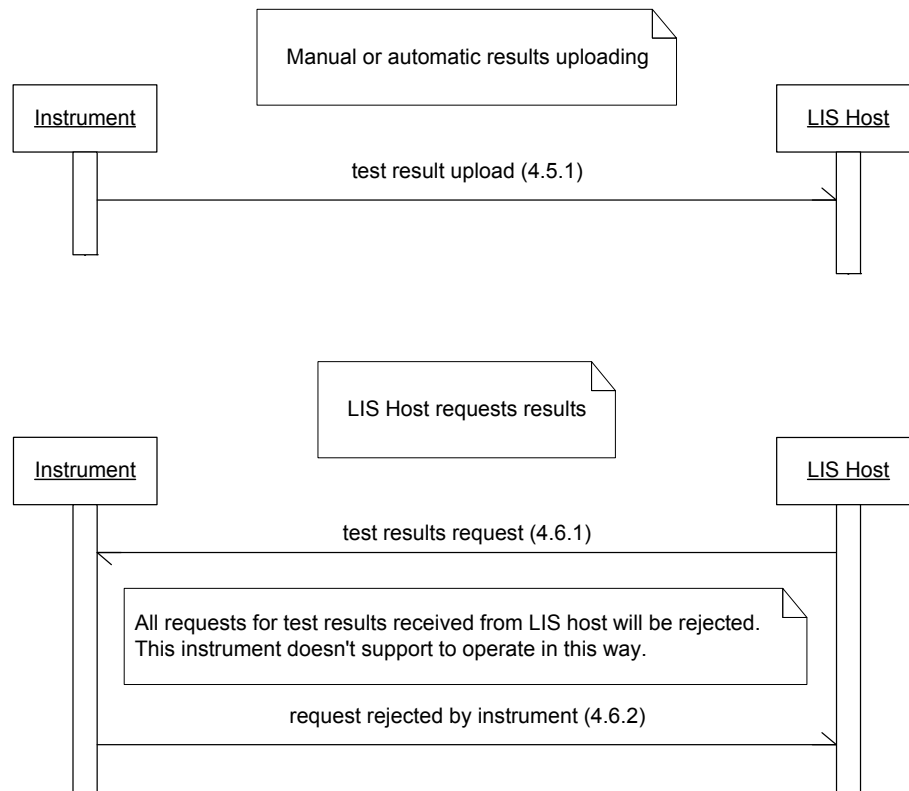 Manual or automatic results uploading
Instrument
LIS Host
test result upload (4.5.1)
LIS Host requests results
Instrument
LIS Host
test results request (4.6.1)
All requests for test results received from LIS host will be rejected.
This instrument doesn't support to operate in this way.
request rejected by instrument (4.6.2)